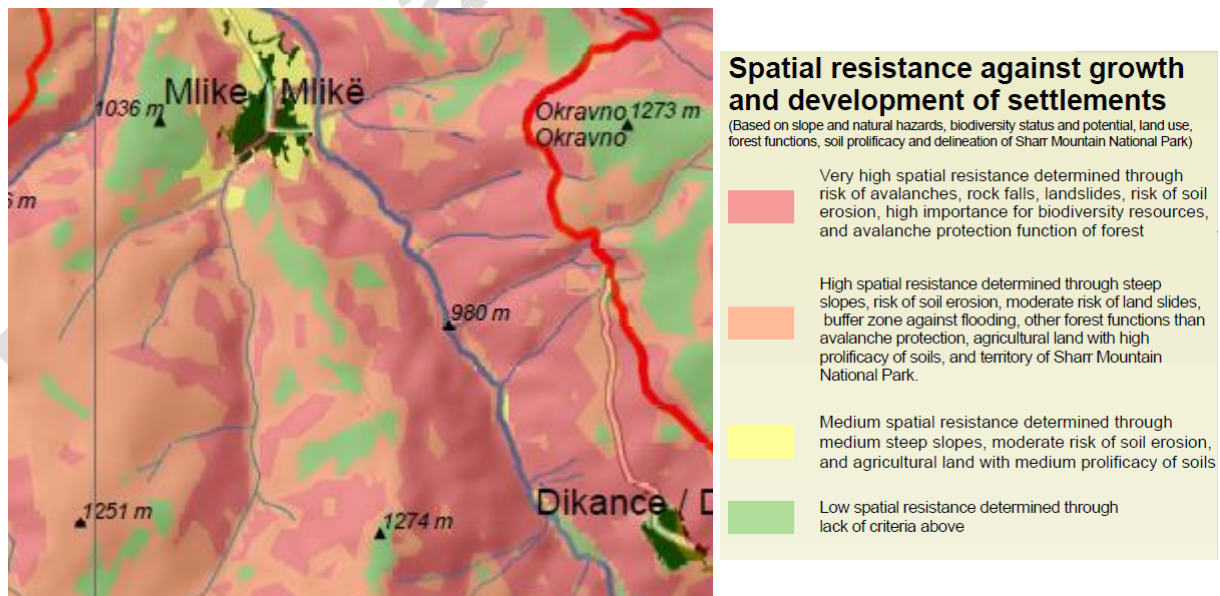 Mlike / Mlikë
1036 m
Okravno 1273 m
Okravno
6 m
980 m
Dikance / D
1251 m
1274 m
Spatial resistance against growth
and development of settlements
(Based on slope and natural hazards, biodiversity status and potential, land use,
forest functions, soil prolificacy and delineation of Sharr Mountain National Park)
Very high spatial resistance determined through
risk of avalanches, rock falls, landslides, risk of soil
erosion, high importance for biodiversity resources,
and avalanche protection function of forest
High spatial resistance determined through steep
slopes, risk of soil erosion, moderate risk of land slides,
buffer zone against flooding, other forest functions than
avalanche protection, agricultural land with high
prolificacy of soils, and territory of Sharr Mountain
National Park.
Medium spatial resistance determined through
medium steep slopes, moderate risk of soil erosion,
and agricultural land with medium prolificacy of soils
Low spatial resistance determined through
lack of criteria above